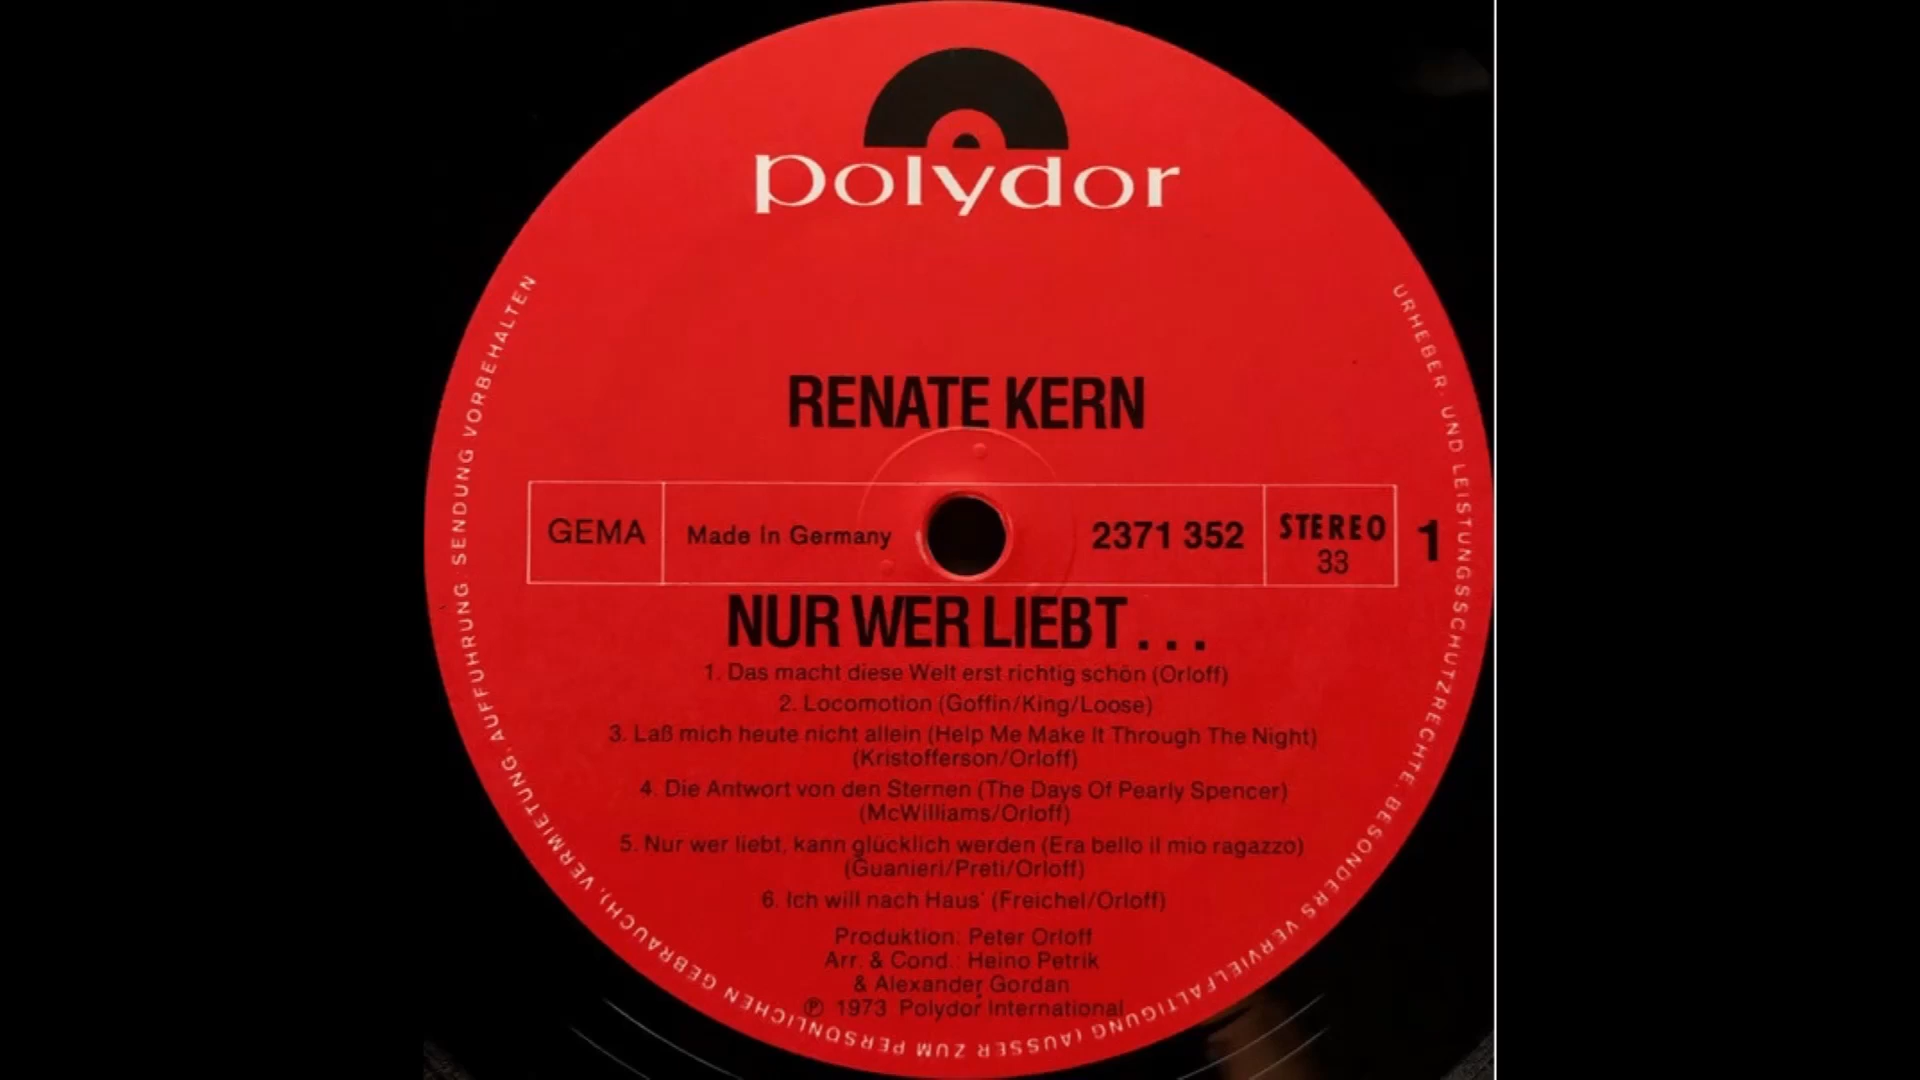 polydor
RENATE KERN
GEMA
Made In Germany
2371 352
STEREO
33
1
NUR WER LIEBT...
1. Das macht diese Welt erst richtig schön (Orloff)
2. Locomotion (Goffin/King/Loose)
3. Laß mich heute nicht allein (Help Me Make It Through The Night)
(Kristofferson/Orloff)
4. Die Antwort von den Sternen (The Days Of Pearly Spencer)
(McWilliams/Orloff)
5. Nur wer liebt, kann glücklich werden (Era bello il mio ragazzo)
(Guanieri/Preti/Orloff)
6. Ich will nach Haus' (Freichel/Orloff)
Produktion: Peter Orloff
Arr. & Cond.: Heino Petrik
& Alexander Gordan
℗ 1973 Polydor International
URHEBER- UND LEISTUNGSSCHUTZRECHTE, BESONDERS VERVIELFÄLTIGUNG (AUSSER ZUM PERSÖNLICHEN GEBRAUCH), VERMIETUNG, AUFFÜHRUNG, SENDUNG VORBEHALTEN